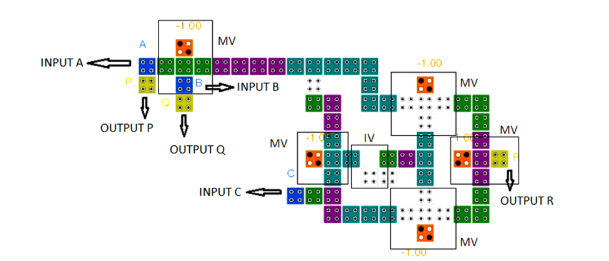 -1.00
A
MV
INPUT A
-1.00
P
B
INPUT B
MV
Q
OUTPUT P
OUTPUT Q
MV
-1.0
IV
1.00
MV
R
C
INPUT C
OUTPUT R
MV
-1.00